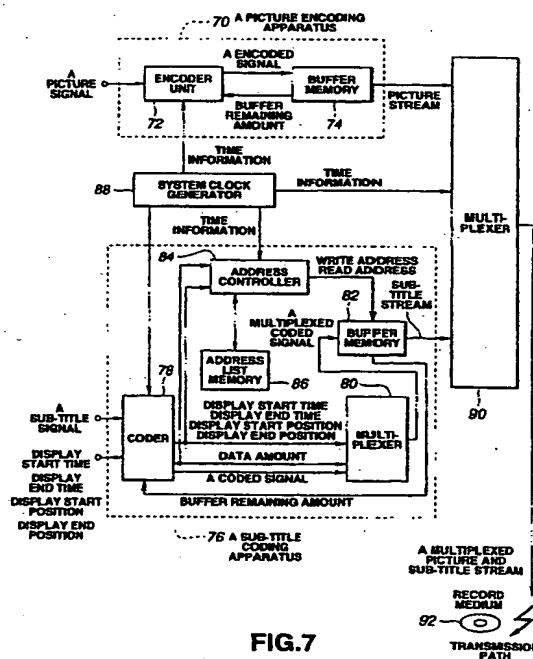 70
A PICTURE ENCODING
APPARATUS
A
PICTURE
SIGNAL
ENCODER
UNIT
72
A ENCODED
SIGNAL
BUFFER
REMAINING
AMOUNT
BUFFER
MEMORY
74
PICTURE
STREAM
MULTI-
PLEXER
90
TIME
INFORMATION
88
SYSTEM CLOCK
GENERATOR
TIME
INFORMATION
TIME
INFORMATION
84
ADDRESS
CONTROLLER
WRITE ADDRESS
READ ADDRESS
82
SUB-TITLE
STREAM
A
MULTIPLEXED
CODED
SIGNAL
BUFFER
MEMORY
ADDRESS
LIST
MEMORY
86
78
80
A
SUB-TITLE
SIGNAL
CODER
DISPLAY START TIME
DISPLAY END TIME
DISPLAY START POSITION
DISPLAY END POSITION
MULTI-
PLEXER
DISPLAY
START TIME
DISPLAY
END TIME
DISPLAY START
POSITION
DISPLAY END
POSITION
DATA AMOUNT
A CODED SIGNAL
BUFFER REMAINING AMOUNT
76 A SUB-TITLE
CODING
APPARATUS
A MULTIPLEXED
PICTURE AND
SUB-TITLE STREAM
RECORD
MEDIUM
92
TRANSMISSION
PATH
FIG.7